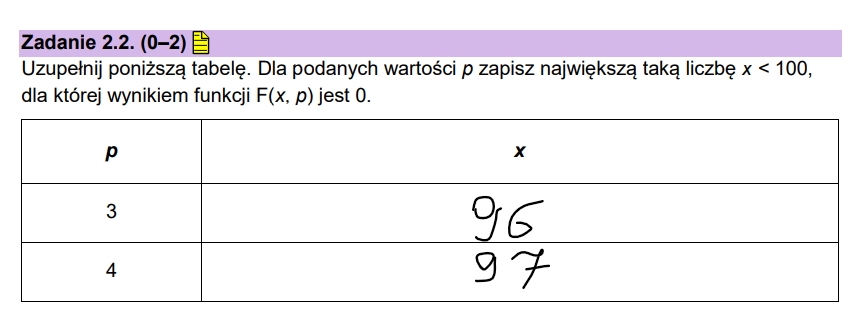 Zadanie 2.2. (0–2)
Uzupełnij poniższą tabelę. Dla podanych wartości p zapisz największą taką liczbę x < 100,
dla której wynikiem funkcji F(x, p) jest 0.
p x
3 96
4 97